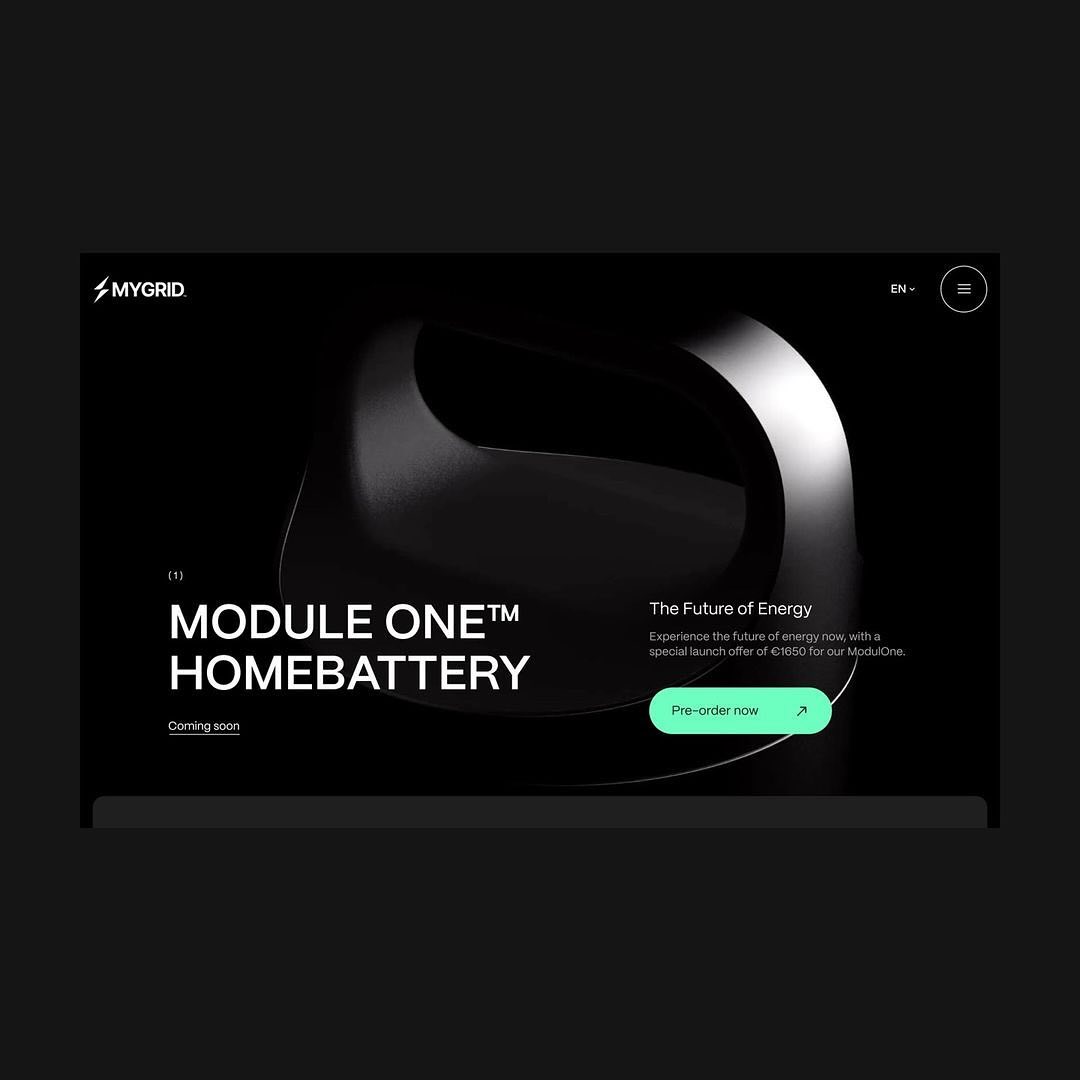 MYGRID
EN
(1)
MODULE ONE™
HOMEBATTERY
Coming soon
The Future of Energy
Experience the future of energy now, with a
special launch offer of €1650 for our ModulOne.
Pre-order now